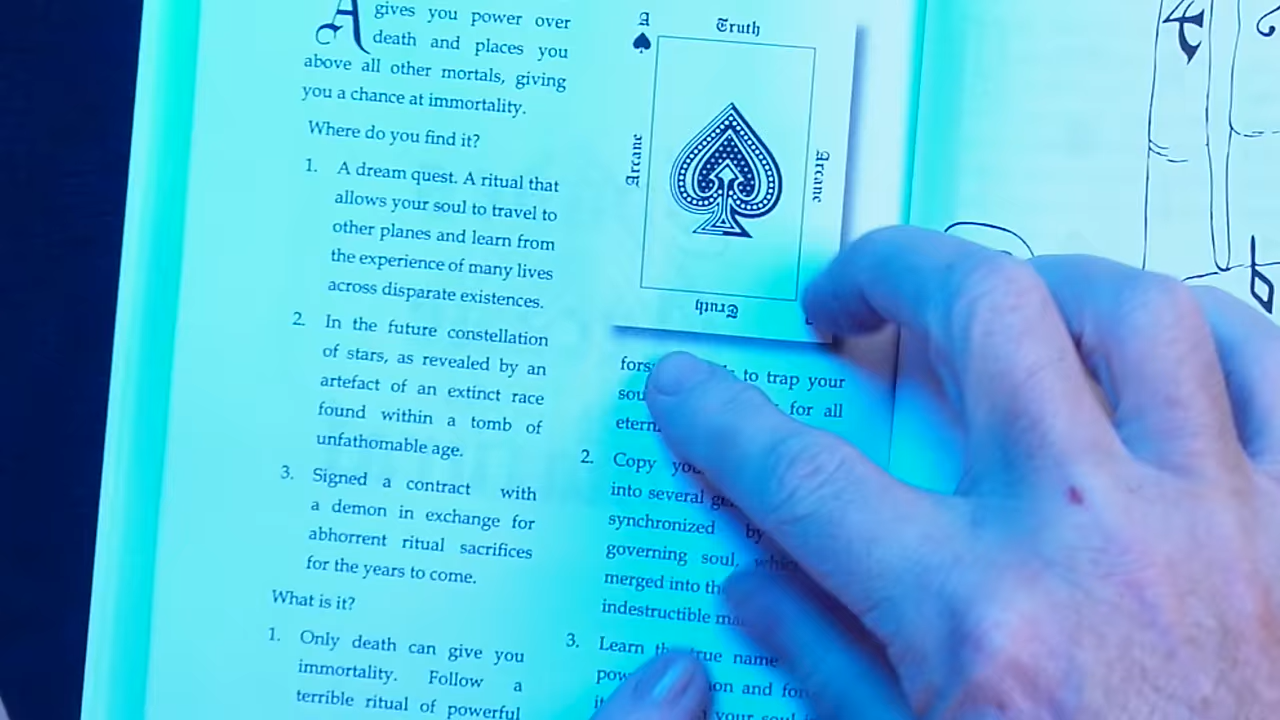 A gives you power over
death and places you
above all other mortals, giving
you a chance at immortality.
Where do you find it?
1. A dream quest. A ritual that
allows your soul to travel to
other planes and learn from
the experience of many lives
across disparate existences.
2. In the future constellation
of stars, as revealed by an
artefact of an extinct race
found within a tomb of
unfathomable age.
3. Signed a contract with
a demon in exchange for
abhorrent ritual sacrifices
for the years to come.
What is it?
1. Only death can give you
immortality. Follow a
terrible ritual of powerful
A
Truth
Arcane
Arcane
Truth
to trap your
for all
2. Copy
into several
synchronized by
governing soul,
merged into
indestructible
3. Learn true name
and
your soul